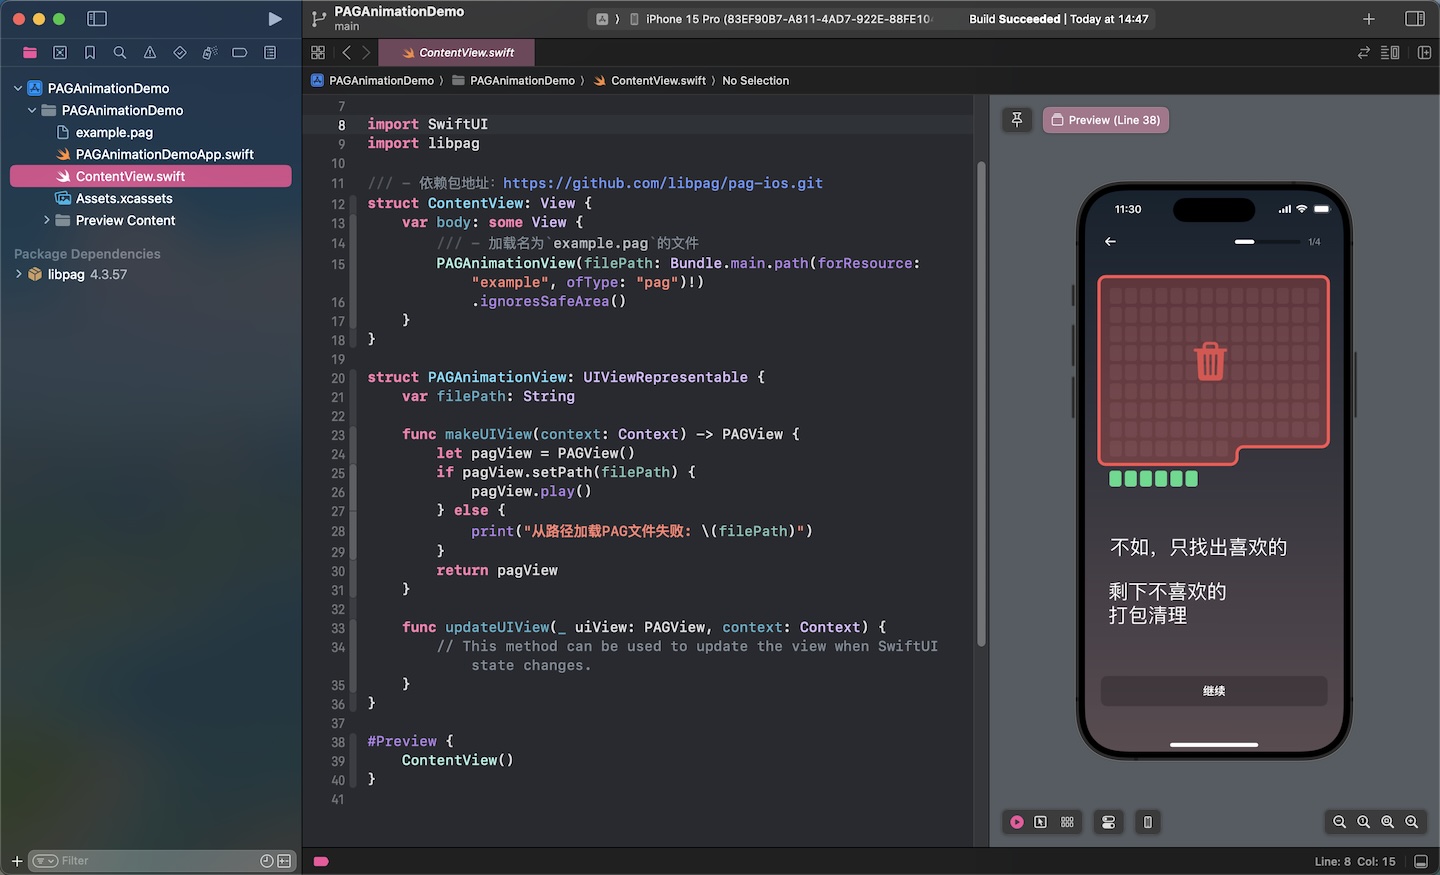 PAGAnimationDemo
main
iPhone 15 Pro (83EF90B7-A811-4AD7-922E-88FE10
Build Succeeded | Today at 14:47
ContentView.swift
PAGAnimationDemo
PAGAnimationDemo
example.pag
PAGAnimationDemoApp.swift
ContentView.swift
Assets.xcassets
Preview Content
Package Dependencies
libpag 4.3.57
Filter
PAGAnimationDemo 〉 PAGAnimationDemo 〉 ContentView.swift 〉 No Selection
7
8 import SwiftUI
9 import libpag
10
11 /// - 依赖包地址：https://github.com/libpag/pag-ios.git
12 struct ContentView: View {
13 var body: some View {
14 /// - 加载名为`example.pag`的文件
15 PAGAnimationView(filePath: Bundle.main.path(forResource:
"example", ofType: "pag")!)
16 .ignoresSafeArea()
17 }
18 }
19
20 struct PAGAnimationView: UIViewRepresentable {
21 var filePath: String
22
23 func makeUIView(context: Context) -> PAGView {
24 let pagView = PAGView()
25 if pagView.setPath(filePath) {
26 pagView.play()
27 } else {
28 print("从路径加载PAG文件失败: \(filePath)")
29 }
30 return pagView
31 }
32
33 func updateUIView(_ uiView: PAGView, context: Context) {
34 // This method can be used to update the view when SwiftUI
state changes.
35 }
36 }
37
38 #Preview {
39 ContentView()
40 }
41
Preview (Line 38)
11:30
1/4
不如，只找出喜欢的
剩下不喜欢的
打包清理
继续
Line: 8 Col: 15